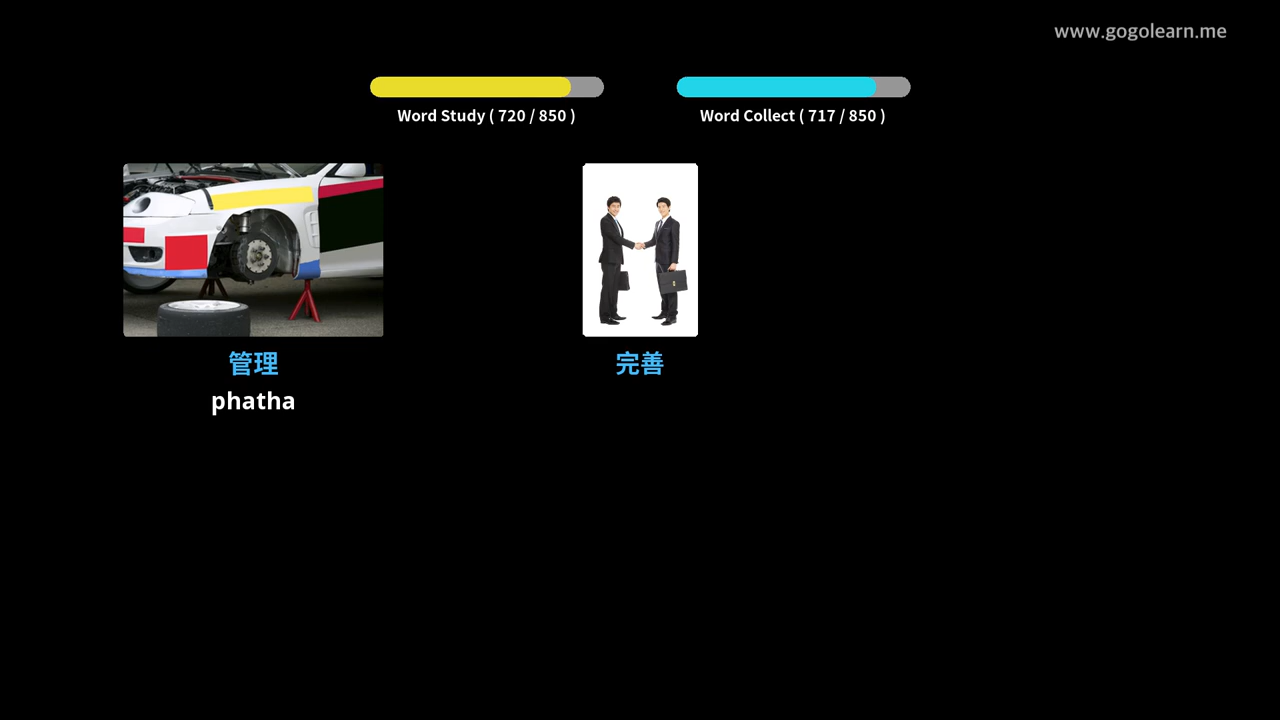 www.gogolearn.me
Word Study ( 720 / 850 )
Word Collect ( 717 / 850 )
管理
phatha
完善